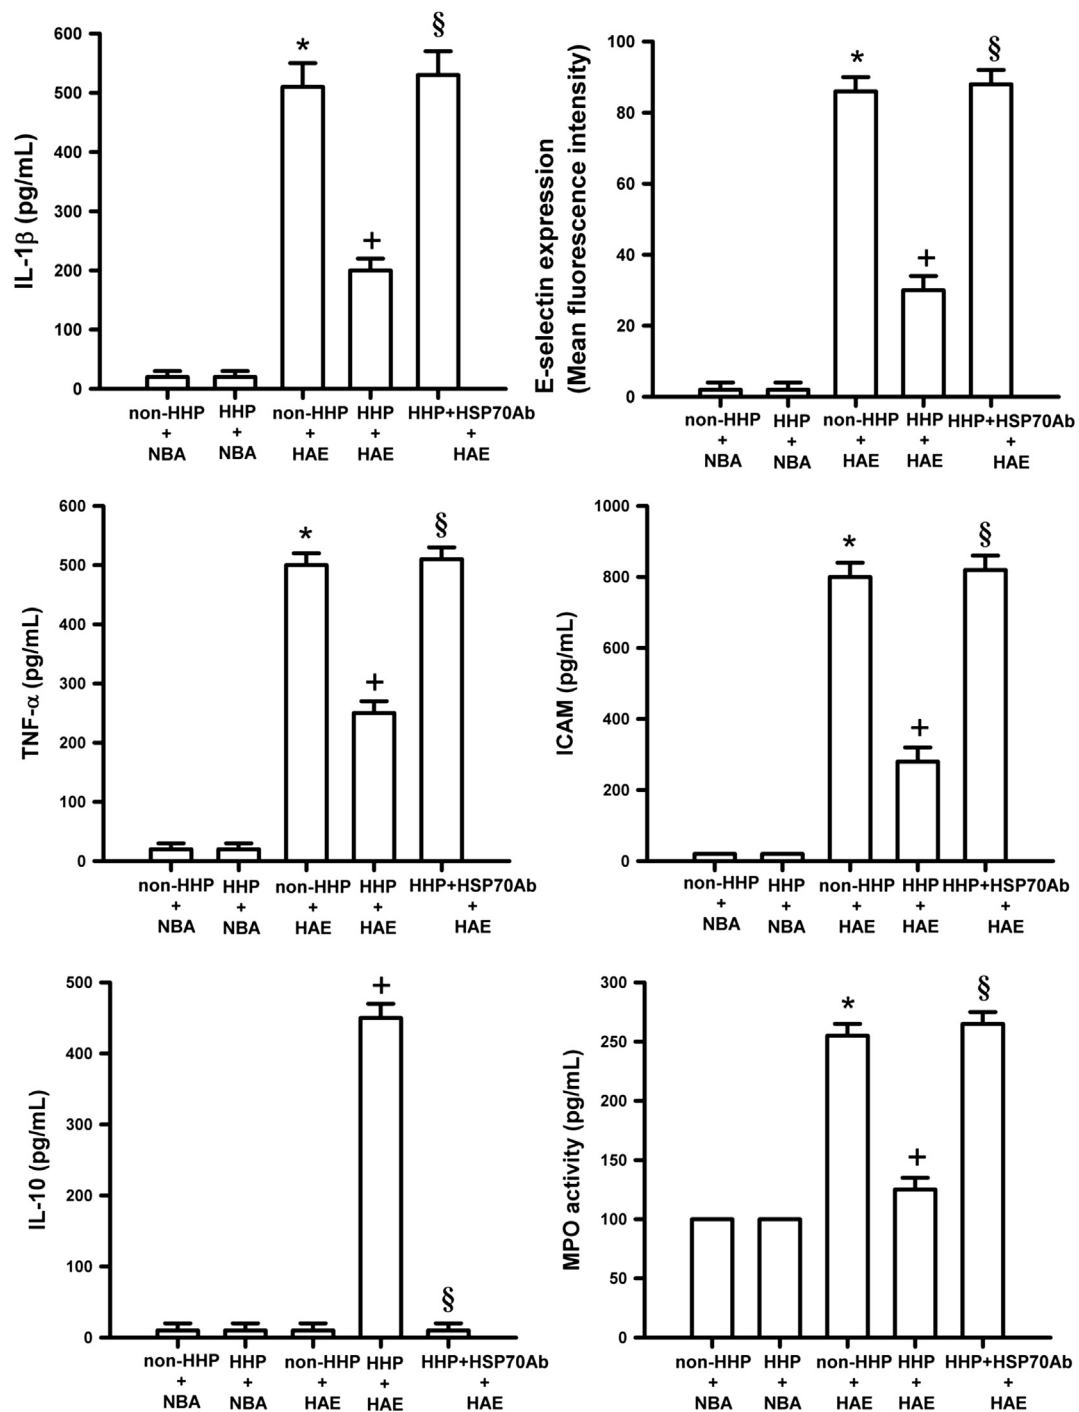 IL-1β (pg/mL)
600
500
400
300
200
100
0
*
+
§
non-HHP HHP non-HHP HHP HHP+HSP70Ab
+ + + + +
NBA NBA HAE HAE HAE
E-selectin expression
(Mean fluorescence intensity)
100
80
60
40
20
0
*
+
§
non-HHP HHP non-HHP HHP HHP+HSP70Ab
+ + + + +
NBA NBA HAE HAE HAE
TNF-α (pg/mL)
600
500
400
300
200
100
0
*
+
§
non-HHP HHP non-HHP HHP HHP+HSP70Ab
+ + + + +
NBA NBA HAE HAE HAE
ICAM (pg/mL)
1000
800
600
400
200
0
*
+
§
non-HHP HHP non-HHP HHP HHP+HSP70Ab
+ + + + +
NBA NBA HAE HAE HAE
IL-10 (pg/mL)
500
400
300
200
100
0
+
§
non-HHP HHP non-HHP HHP HHP+HSP70Ab
+ + + + +
NBA NBA HAE HAE HAE
MPO activity (pg/mL)
300
250
200
150
100
50
0
*
+
§
non-HHP HHP non-HHP HHP HHP+HSP70Ab
+ + + + +
NBA NBA HAE HAE HAE